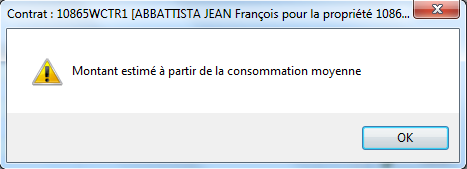 Contrat : 10865WCTR1 [ABBATTISTA JEAN François pour la propriété 1086...
Montant estimé à partir de la consommation moyenne
OK